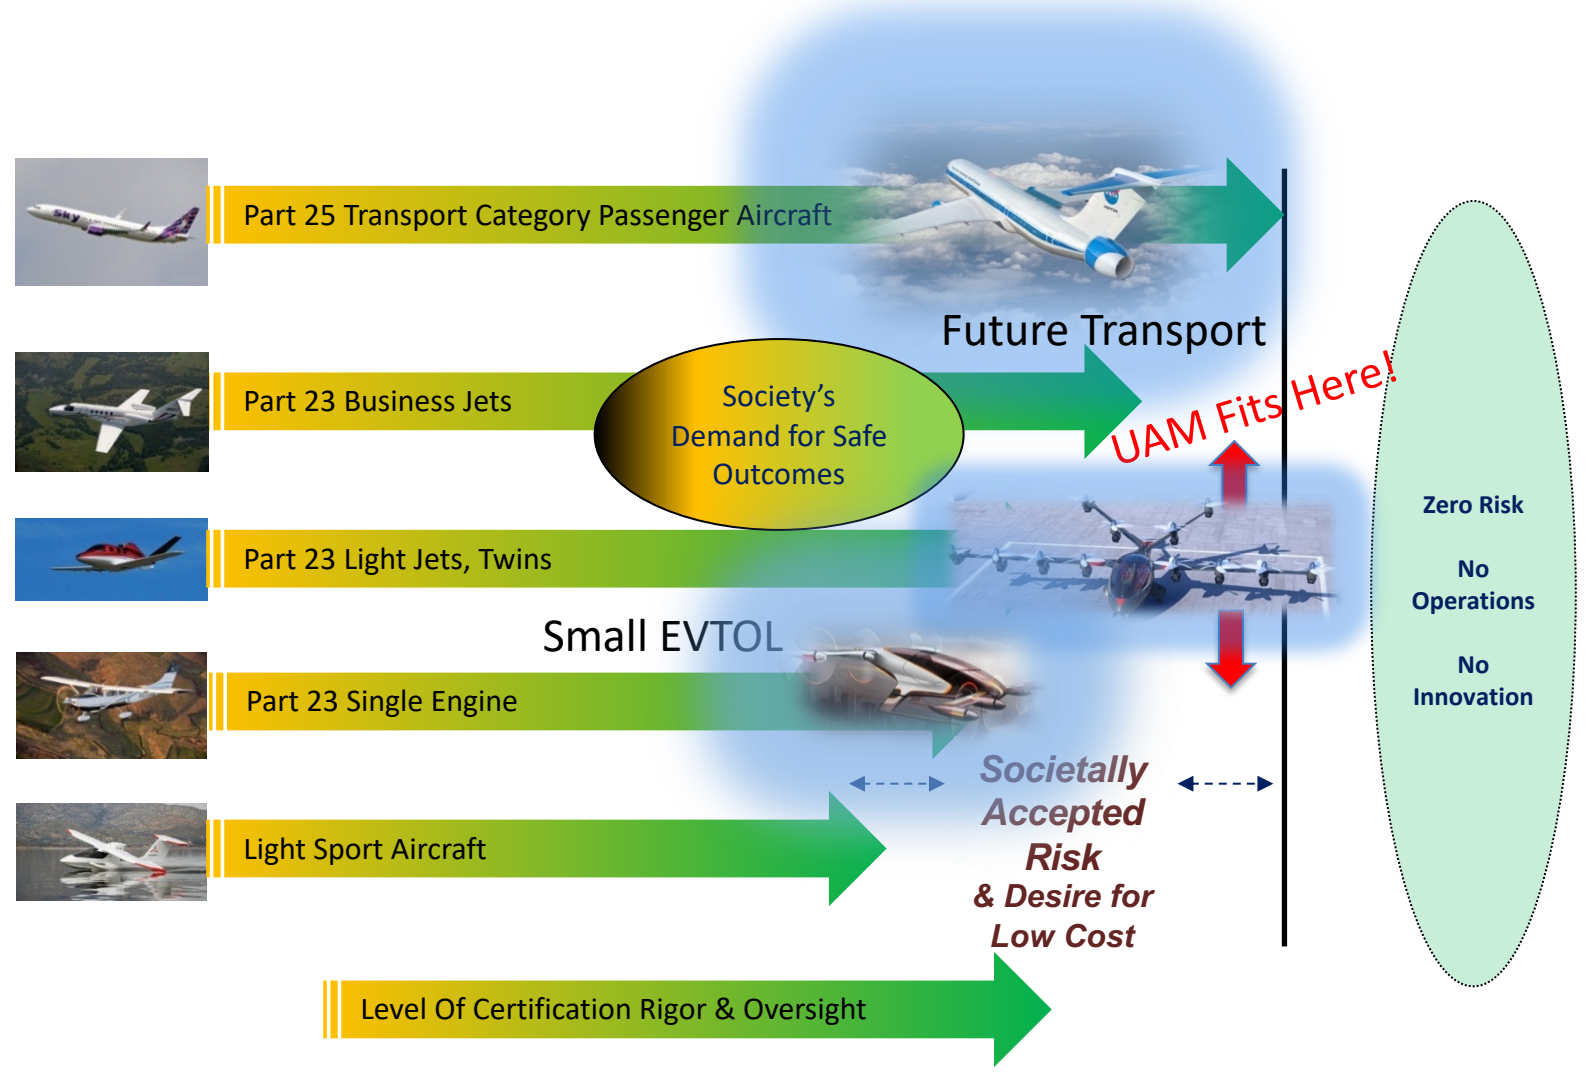 Sky
Part 25 Transport Category Passenger Aircraft
Future Transport
Part 23 Business Jets
Society’s
Demand for Safe
Outcomes
UAM Fits Here!
Zero Risk
No
Operations
No
Innovation
Part 23 Light Jets, Twins
Small EVTOL
Part 23 Single Engine
Societally
Accepted
Risk
& Desire for
Low Cost
Light Sport Aircraft
Level Of Certification Rigor & Oversight